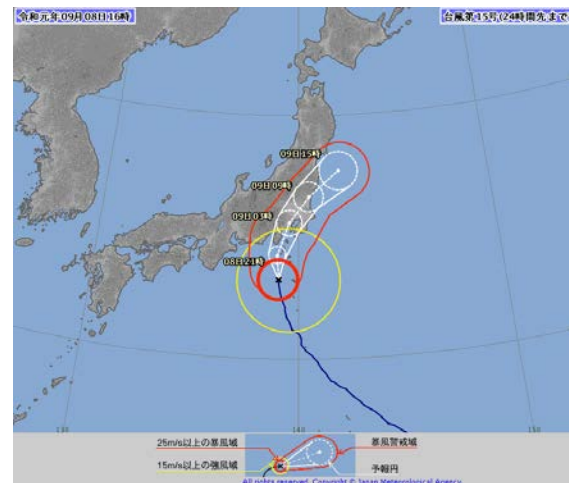 令和元年09月08日16時
台風第15号(24時間先まで
09日15時
09日09時
09日03時
08日21時
130
140
150
25m/s以上の暴風域
暴風警戒域
15m/s以上の強風域
予報円
All rights reserved. Copyright © Japan Meteorological Agency